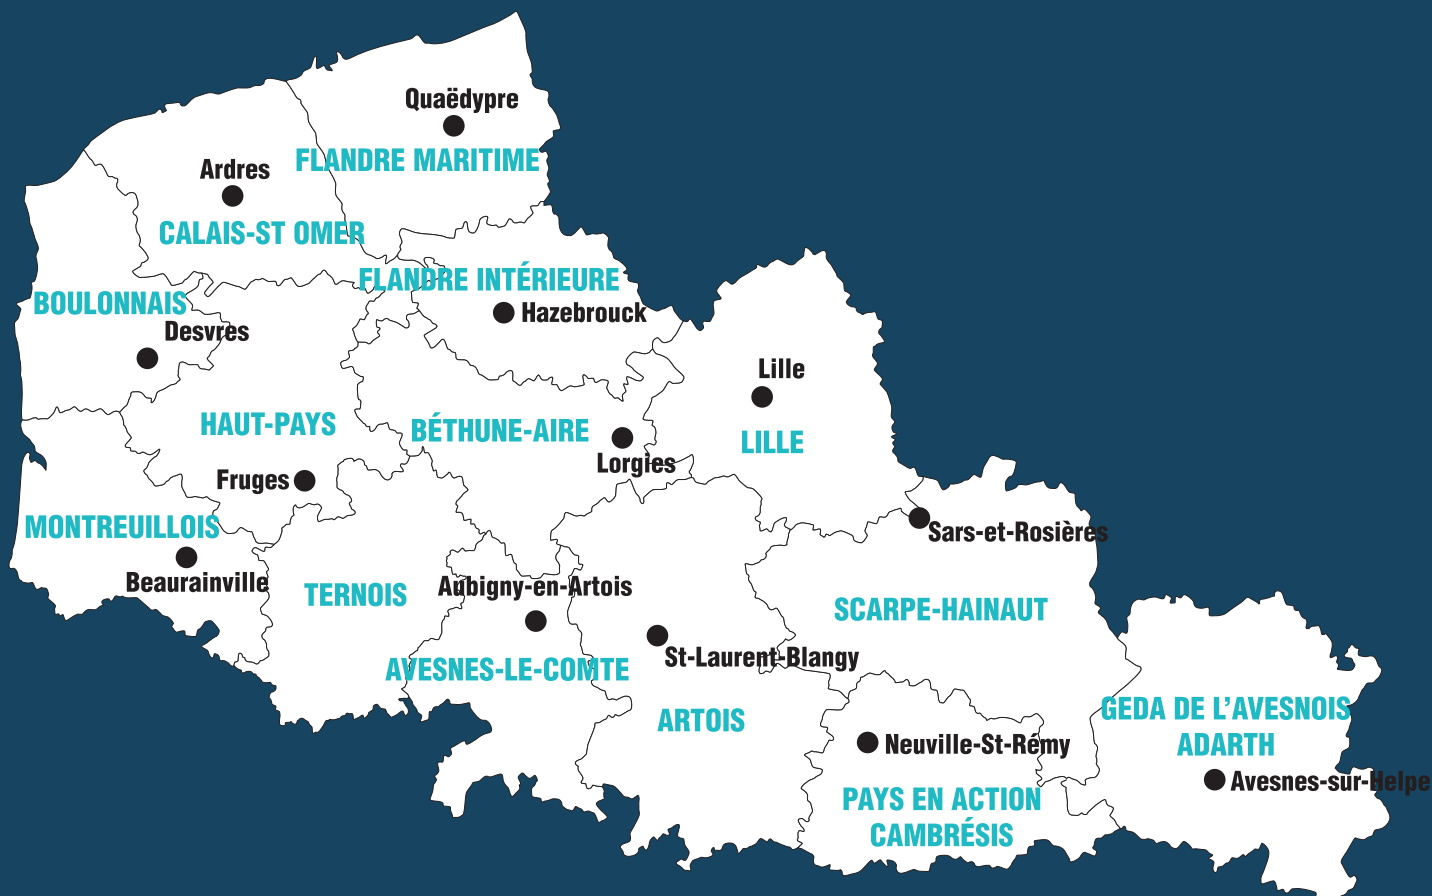 Quaëdypre
FLANDRE MARITIME
Ardres
CALAIS-ST OMER
FLANDRE INTÉRIEURE
Hazebrouck
BOULONNAIS
Desvres
Lille
LILLE
HAUT-PAYS
BÉTHUNE-AIRE
Lorgies
Fruges
MONTREUILLOIS
Beaurainville
Sars-et-Rosières
TERNOIS
Aubigny-en-Artois
SCARPE-HAINAUT
AVESNES-LE-COMTE
St-Laurent-Blangy
ARTOIS
GEDA DE L’AVESNOIS
ADARTH
Neuville-St-Rémy
Avesnes-sur-Helpe
PAYS EN ACTION
CAMBRÉSIS